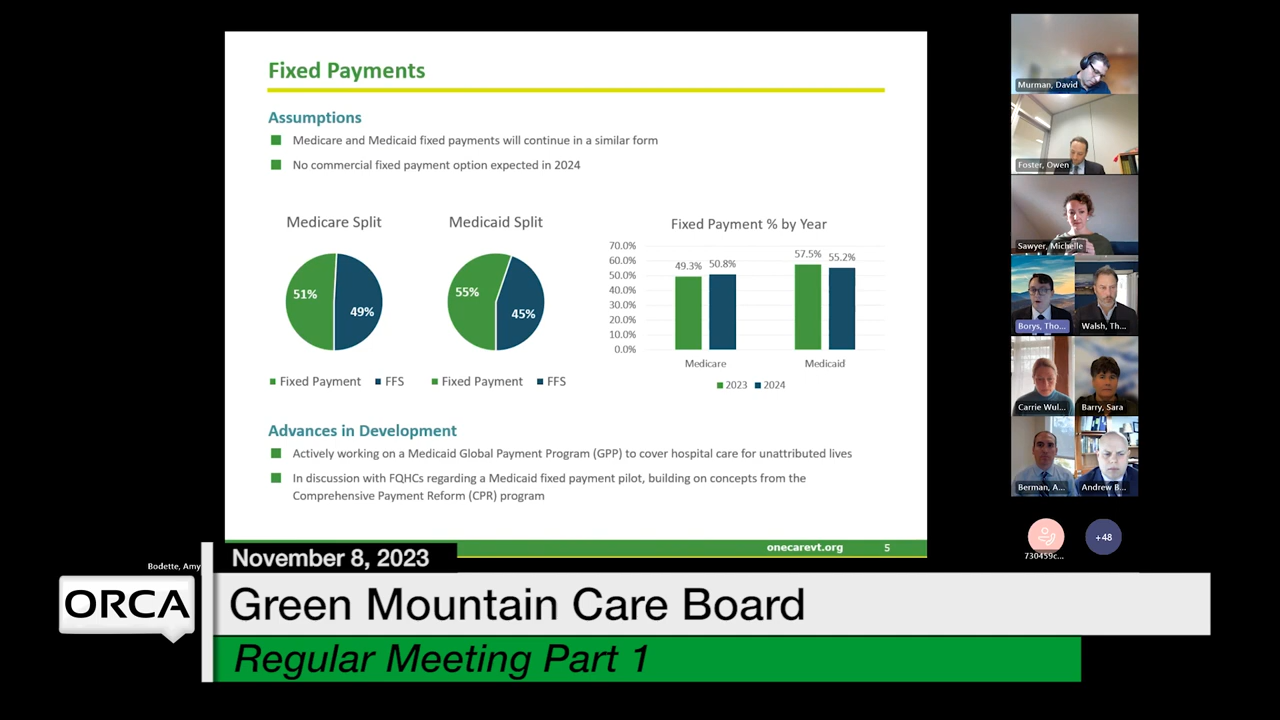 Fixed Payments
Assumptions
Medicare and Medicaid fixed payments will continue in a similar form
No commercial fixed payment option expected in 2024
Medicare Split
51%
49%
Fixed Payment FFS
Medicaid Split
55%
45%
Fixed Payment FFS
Fixed Payment % by Year
70.0%
60.0%
50.0%
40.0%
30.0%
20.0%
10.0%
0.0%
49.3% 50.8%
57.5% 55.2%
Medicare Medicaid
2023 2024
Advances in Development
Actively working on a Medicaid Global Payment Program (GPP) to cover hospital care for unattributed lives
In discussion with FQHCs regarding a Medicaid fixed payment pilot, building on concepts from the
Comprehensive Payment Reform (CPR) program
onecarevt.org 5
Murman, David
Foster, Owen
Sawyer, Michelle
Borys, Tho... Walsh, Th...
Carrie Wul... Barry, Sara
Berman, A... Andrew B...
730459c... +48
Bodette, Amy
November 8, 2023
ORCA
Green Mountain Care Board
Regular Meeting Part 1